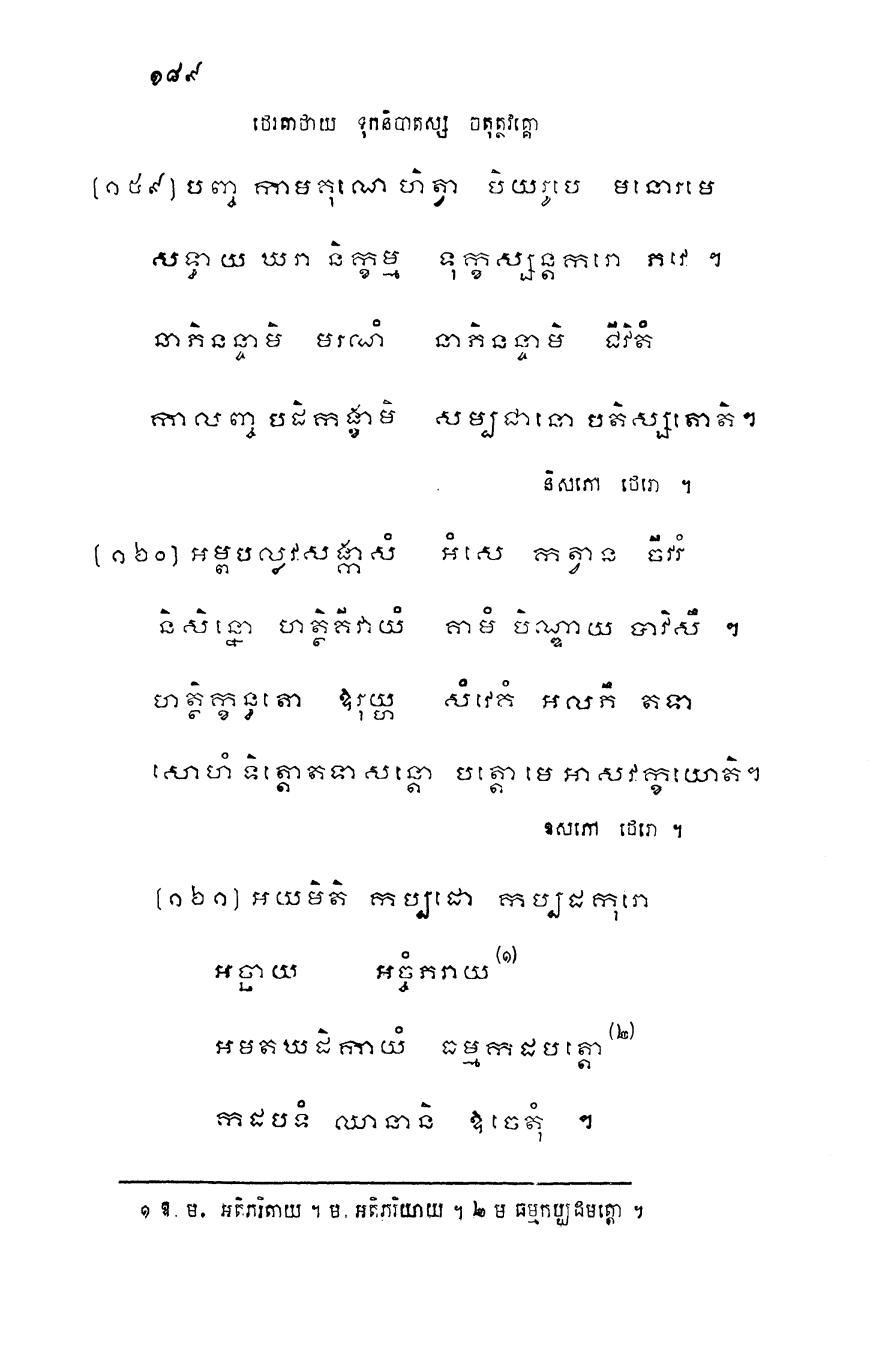 ១៨៩
ថេរគាថាយ ទុកនិបាតស្ស ចតុត្ថវគ្គោ
[១៥៩] បញ្ច កាមគុណេ ហិត្វា បិយរូបេ មនោរមេ
សទ្ធាយ ឃរា និក្ខម្ម ទុក្ខស្សន្តករោ ភវេ ។
នាភិនន្ទាមិ មរណំ នាភិនន្ទាមិ ជីវិតំ
កាលញ្ច បដិកង្ខាមិ សម្បជានោ បតិស្សតោតិ។
និសភោ ថេរោ ។
[១៦០] អម្ពបល្លវសង្កាសំ អំសេ កត្វាន ចីវរំ
និសិន្នោ ហត្ថិគីវាយំ គាមំ បិណ្ឌាយ បាវិសឹ ។
ហត្ថិក្ខន្ធតោ ឱរុយ្ហ សំវេគំ អលភឹ តទា
សោហំ ទិត្តោ តទា សន្តោ បត្តោ មេ អាសវក្ខយោតិ។
ឧសភោ ថេរោ ។
[១៦១] អយមិតិ កប្បដោ កប្បដកុរោ
អច្ឆាយ អច្ចំភរាយ(១)
អមតឃដិកាយំ ធម្មកដបត្តោ(២)
កដបទំ ឈានានិ ឱចេតុំ ។
១ ឱ. ម. អតិភរិតាយ ។ ម. អតិភរិយាយ ។ ២ ម ធម្មកប្បដមត្តោ ។